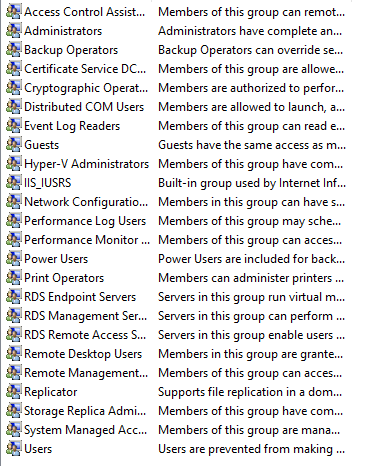 Access Control Assist... Members of this group can remot...
Administrators Administrators have complete an...
Backup Operators Backup Operators can override se...
Certificate Service DC... Members of this group are allowe...
Cryptographic Operat... Members are authorized to perfor...
Distributed COM Users Members are allowed to launch, a...
Event Log Readers Members of this group can read e...
Guests Guests have the same access as m...
Hyper-V Administrators Members of this group have com...
IIS_IUSRS Built-in group used by Internet Inf...
Network Configuratio... Members in this group can have s...
Performance Log Users Members of this group may sche...
Performance Monitor ... Members of this group can acces...
Power Users Power Users are included for back...
Print Operators Members can administer printers ...
RDS Endpoint Servers Servers in this group run virtual m...
RDS Management Ser... Servers in this group can perform ...
RDS Remote Access S... Servers in this group enable users ...
Remote Desktop Users Members in this group are grante...
Remote Management... Members of this group can acces...
Replicator Supports file replication in a dom...
Storage Replica Admi... Members of this group have com...
System Managed Acc... Members of this group are mana...
Users Users are prevented from making ...